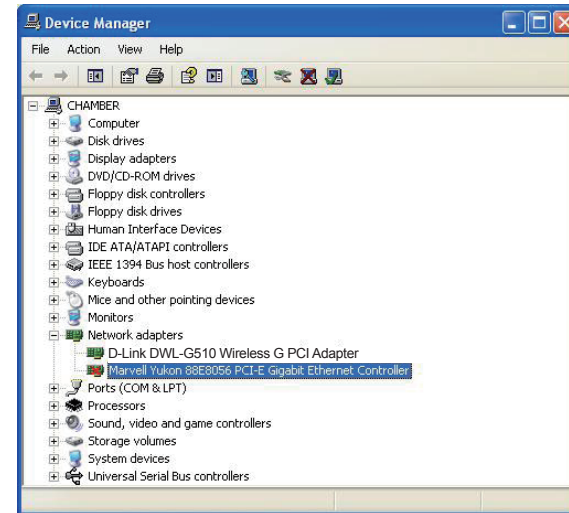 Device Manager
File Action View Help
CHAMBER
Computer
Disk drives
Display adapters
DVD/CD-ROM drives
Floppy disk controllers
Floppy disk drives
Human Interface Devices
IDE ATA/ATAPI controllers
IEEE 1394 Bus host controllers
Keyboards
Mice and other pointing devices
Monitors
Network adapters
D-Link DWL-G510 Wireless G PCI Adapter
Marvell Yukon 88E8056 PCI-E Gigabit Ethernet Controller
Ports (COM & LPT)
Processors
Sound, video and game controllers
Storage volumes
System devices
Universal Serial Bus controllers